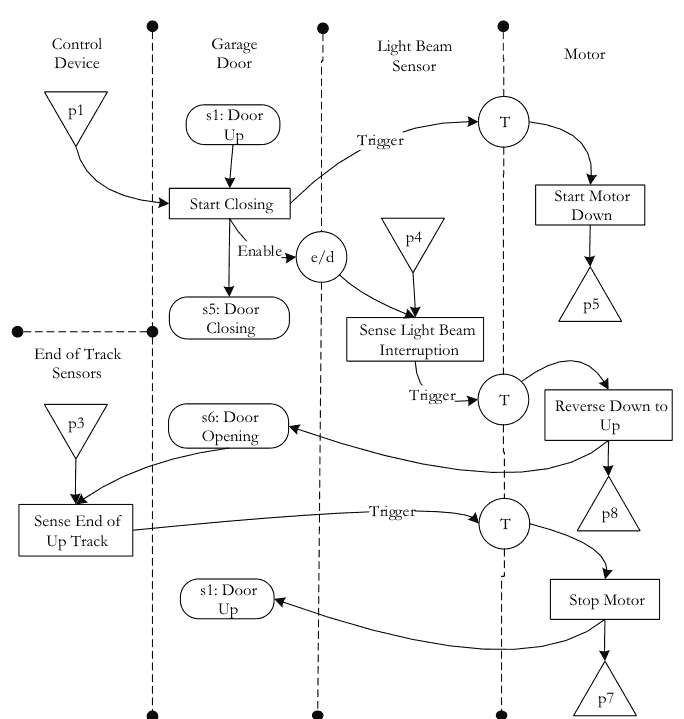 Control
Device
Garage
Door
Light Beam
Sensor
Motor
p1
s1: Door
Up
Trigger
T
Start Closing
Start Motor
Down
Enable
e/d
p4
p5
s5: Door
Closing
Sense Light Beam
Interruption
End of Track
Sensors
Trigger
T
Reverse Down to
Up
p3
s6: Door
Opening
p8
Sense End of
Up Track
Trigger
T
s1: Door
Up
Stop Motor
p7